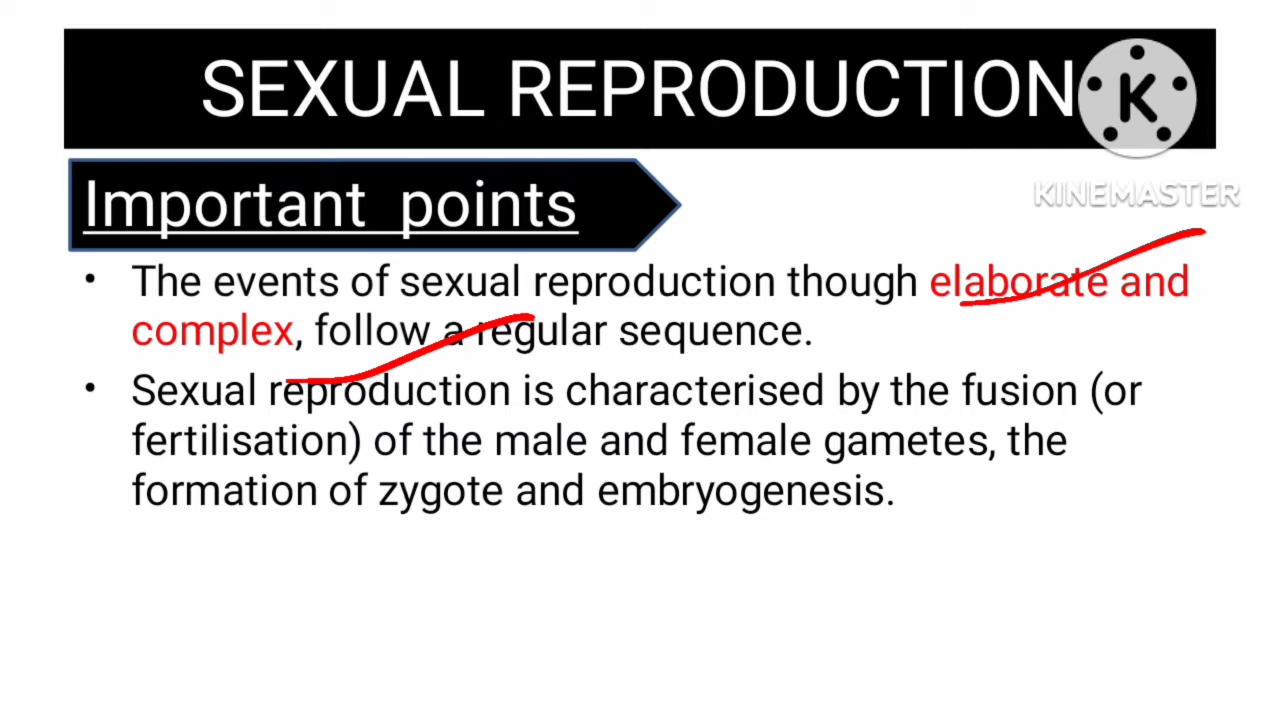 SEXUAL REPRODUCTION
K
KINEMASTER
Important points
• The events of sexual reproduction though elaborate and
complex, follow a regular sequence.
• Sexual reproduction is characterised by the fusion (or
fertilisation) of the male and female gametes, the
formation of zygote and embryogenesis.